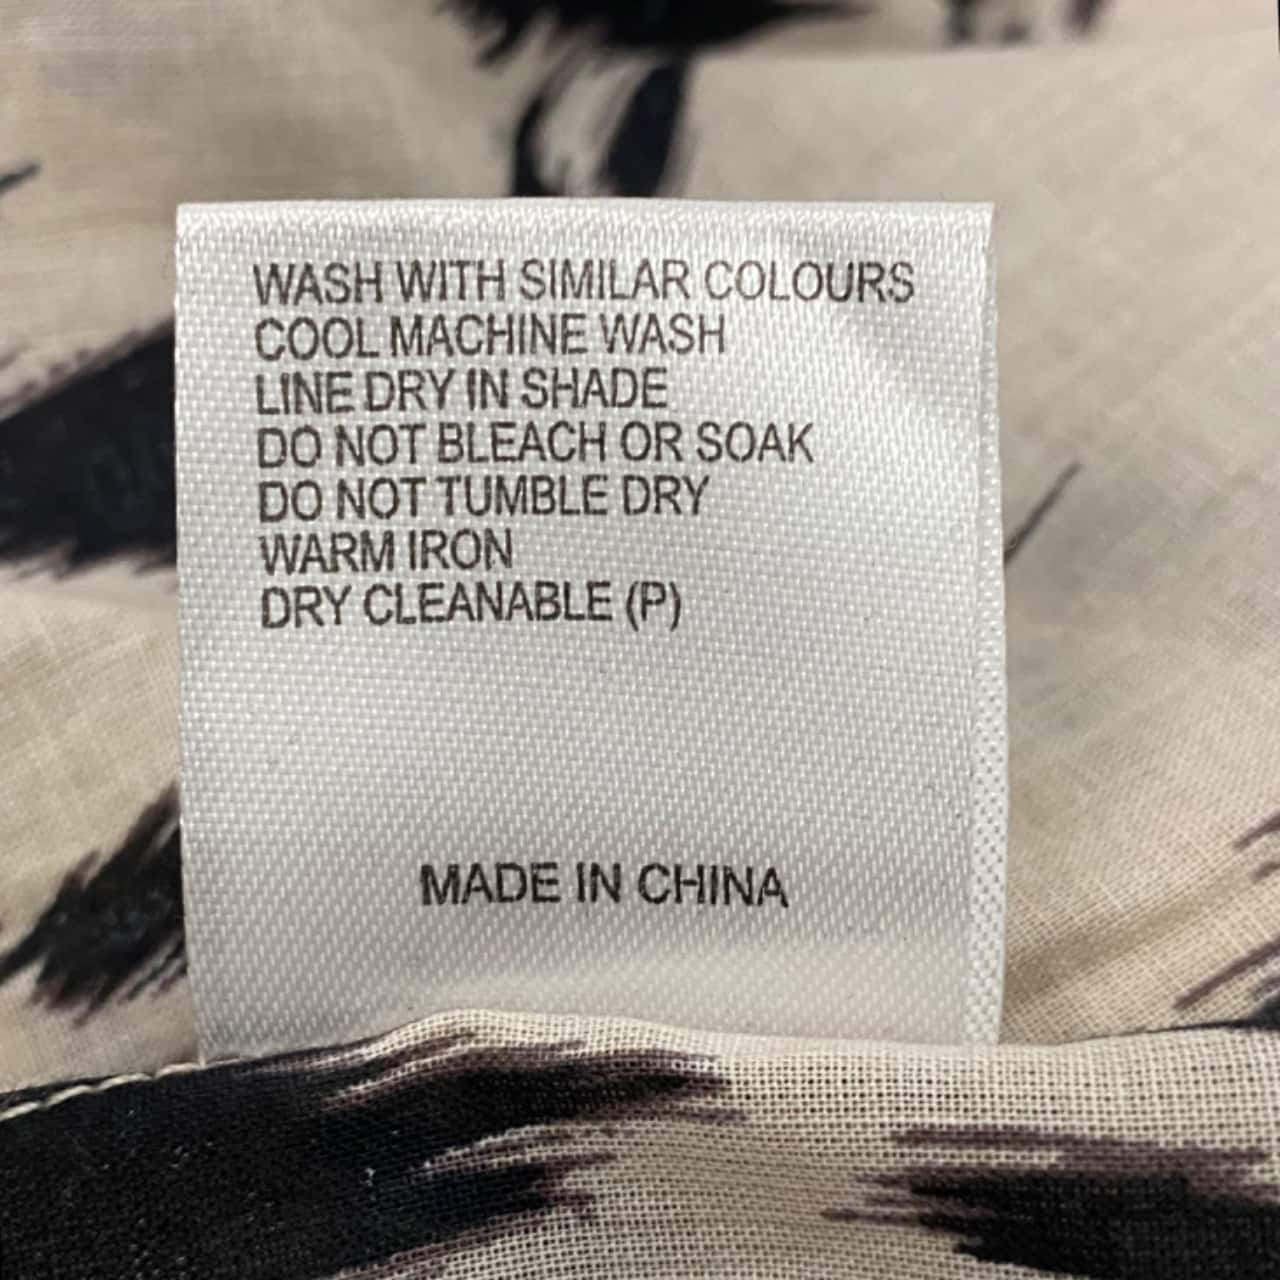 WASH WITH SIMILAR COLOURS
COOL MACHINE WASH
LINE DRY IN SHADE
DO NOT BLEACH OR SOAK
DO NOT TUMBLE DRY
WARM IRON
DRY CLEANABLE (P)
MADE IN CHINA